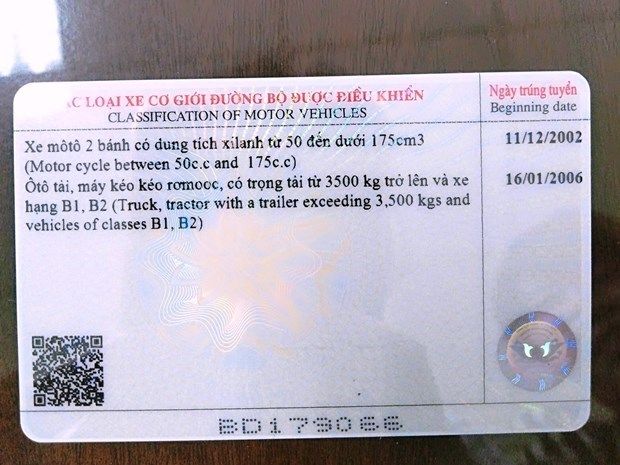 LOẠI XE CƠ GIỚI ĐƯỜNG BỘ ĐƯỢC ĐIỀU KHIỂN
CLASSIFICATION OF MOTOR VEHICLES
Ngày trúng tuyển
Beginning date
Xe môtô 2 bánh có dung tích xilanh từ 50 đến dưới 175cm3
(Motor cycle between 50c.c and 175c.c)
11/12/2002
Ôtô tải, máy kéo kéo rơmooc, có trọng tải từ 3500 kg trở lên và xe
hạng B1, B2 (Truck, tractor with a trailer exceeding 3,500 kgs and
vehicles of classes B1, B2)
16/01/2006
BD179066